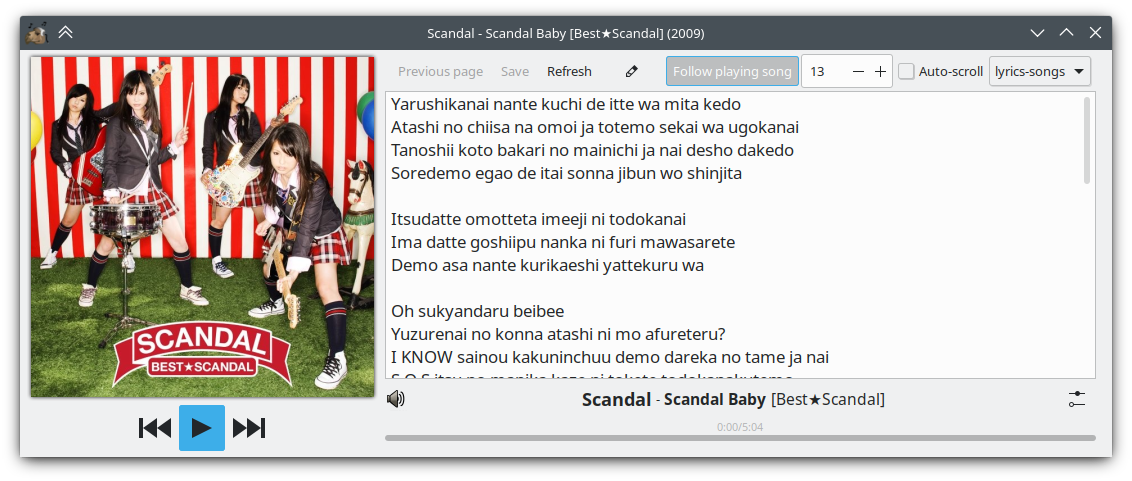 Scandal - Scandal Baby [Best★Scandal] (2009)
Previous page Save Refresh Follow playing song 13 Auto-scroll lyrics-songs
Yarushikanai nante kuchi de itte wa mita kedo
Atashi no chiisa na omoi ja totemo sekai wa ugokanai
Tanoshii koto bakari no mainichi ja nai desho dakedo
Soredemo egao de itai sonna jibun wo shinjita
Itsudatte omotteta imeeji ni todokanai
Ima datte goshiipu nanka ni furi mawasarete
Demo asa nante kurikaeshi yattekuru wa
Oh sukyandaru beibee
Yuzurenai no konna atashi ni mo afureteru?
I KNOW sainou kakuninchuu demo dareka no tame ja nai
SCANDAL
BEST★SCANDAL
Scandal - Scandal Baby [Best★Scandal]
0:00/5:04